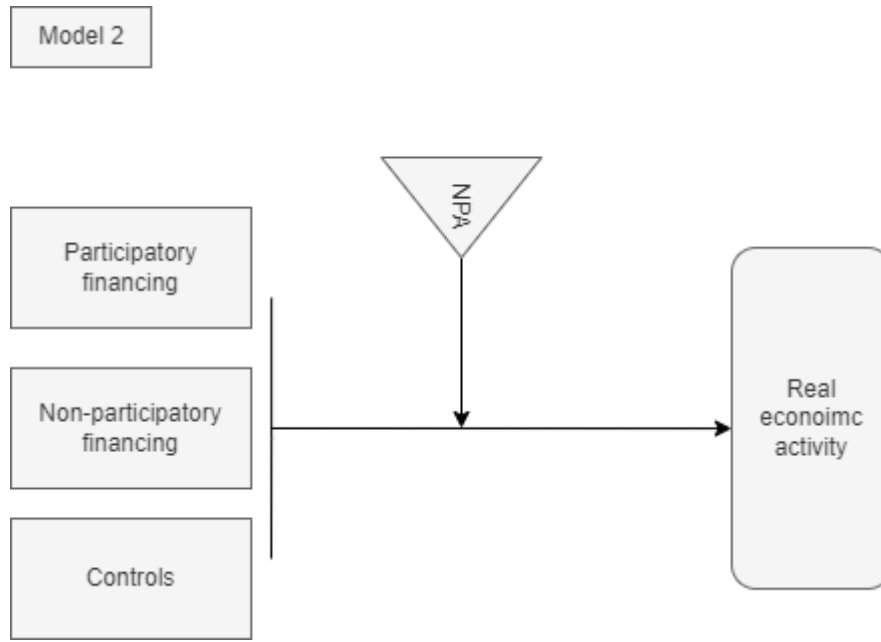 Model 2
NPA
Participatory
financing
Non-participatory
financing
Controls
Real
econoimc
activity